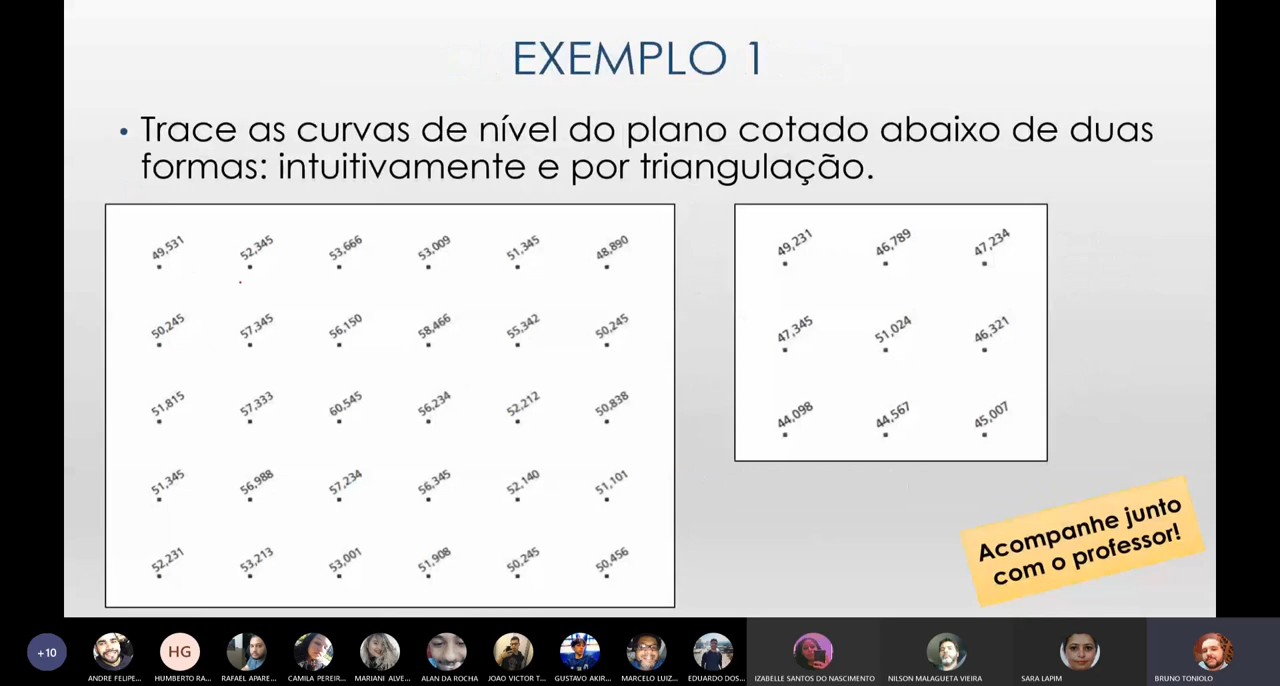 EXEMPLO 1
• Trace as curvas de nível do plano cotado abaixo de duas
formas: intuitivamente e por triangulação.
49,531 52,345 53,666 53,009 51,345 48,890
50,245 57,345 56,150 58,466 55,342 50,245
51,815 57,333 60,545 56,234 52,212 50,838
51,345 56,988 57,234 56,345 52,140 51,101
52,231 53,213 53,001 51,908 50,245 50,456
49,231 46,789 47,234
47,345 51,024 46,321
44,098 44,567 45,007
Acompanhe junto
com o professor!
+10
HG
ANDRE FELIPE... HUMBERTO RA... RAFAEL APARE... CAMILA PEREIR... MARIANI ALVE... ALAN DA ROCHA JOAO VICTOR T... GUSTAVO AKIR... MARCELO LUIZ... EDUARDO DOS... IZABELLE SANTOS DO NASCIMENTO NILSON MALAGUETA VIEIRA SARA LAPIM BRUNO TONIOLO